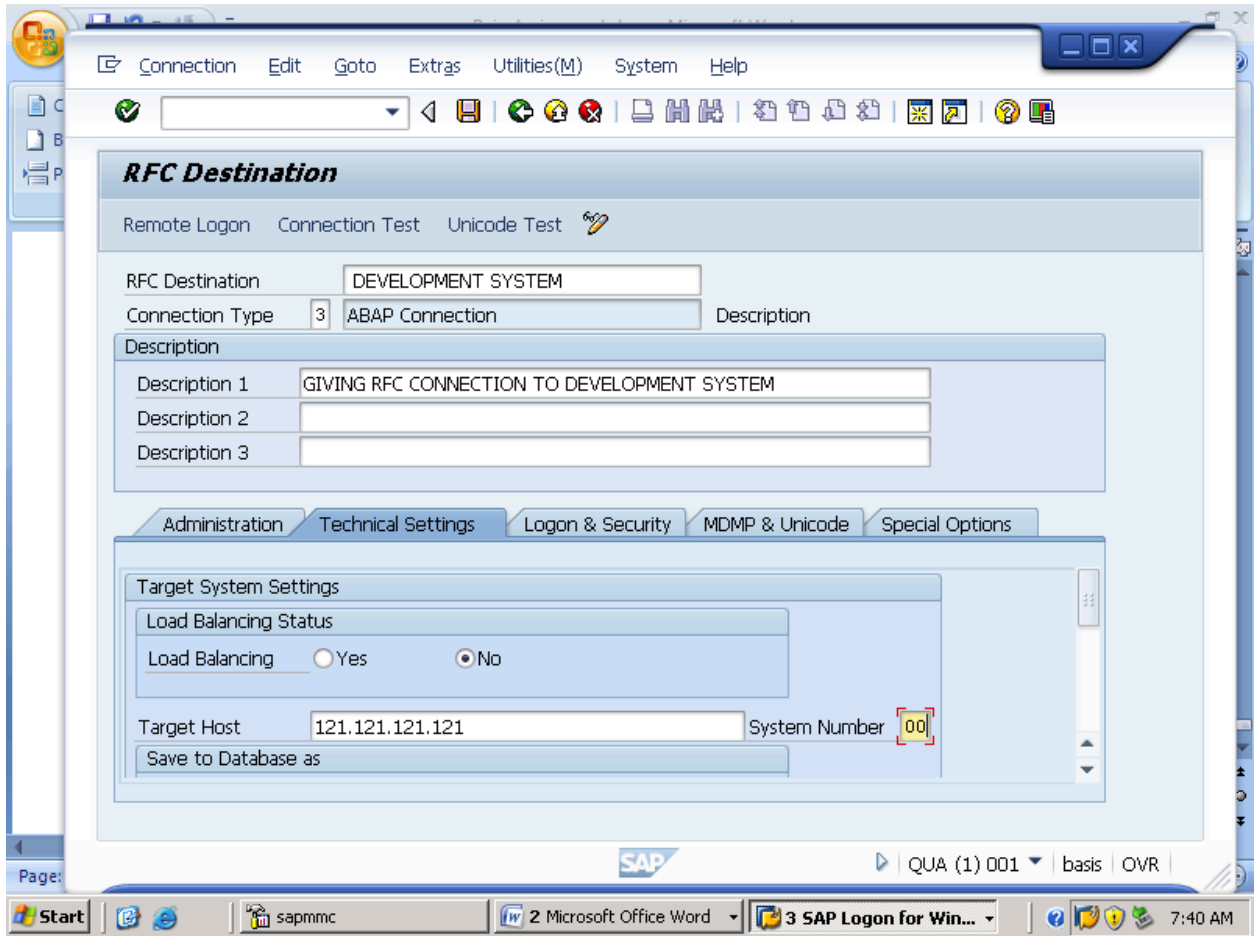 Connection Edit Goto Extras Utilities(M) System Help
RFC Destination
Remote Logon Connection Test Unicode Test
RFC Destination DEVELOPMENT SYSTEM
Connection Type 3 ABAP Connection Description
Description
Description 1 GIVING RFC CONNECTION TO DEVELOPMENT SYSTEM
Description 2
Description 3
Administration Technical Settings Logon & Security MDMP & Unicode Special Options
Target System Settings
Load Balancing Status
Load Balancing Yes No
Target Host 121.121.121.121 System Number 00
Save to Database as
SAP QUA (1) 001 basis OVR
Page:
Start sapmmc 2 Microsoft Office Word 3 SAP Logon for Win... 7:40 AM